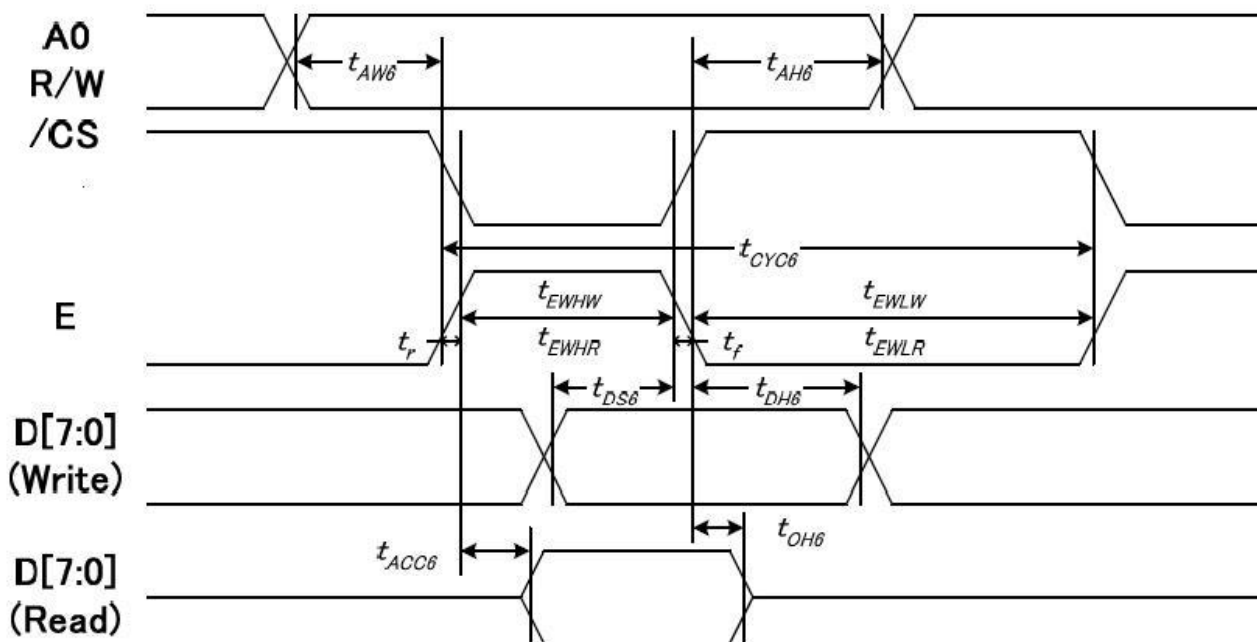 A0
R/W
/CS
t_AW6
t_AH6
t_CYC6
E
t_EWHW
t_EWLW
t_r
t_EWHR
t_f
t_EWLR
t_DS6
t_DH6
D[7:0]
(Write)
t_OH6
t_ACC6
D[7:0]
(Read)